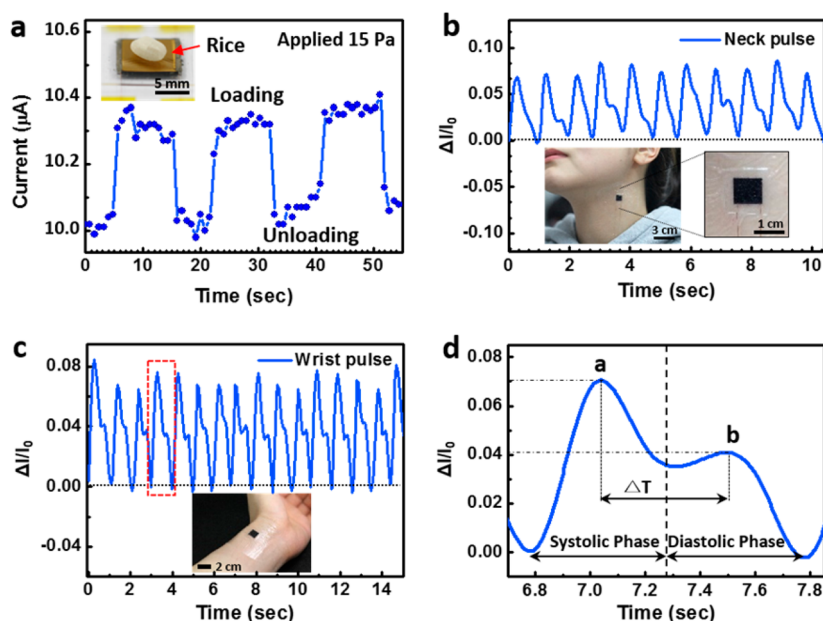 a
10.6
10.4
10.2
10.0
Current (μA)
Rice
5 mm
Applied 15 Pa
Loading
Unloading
0 10 20 30 40 50
Time (sec)
b
0.10
0.05
0.00
-0.05
-0.10
ΔI/I0
Neck pulse
3 cm
1 cm
0 2 4 6 8 10
Time (sec)
c
0.08
0.04
0.00
-0.04
ΔI/I0
Wrist pulse
2 cm
0 2 4 6 8 10 12 14
Time (sec)
d
0.08
0.06
0.04
0.02
0.00
ΔI/I0
a
b
△T
Systolic Phase Diastolic Phase
6.8 7.0 7.2 7.4 7.6 7.8
Time (sec)